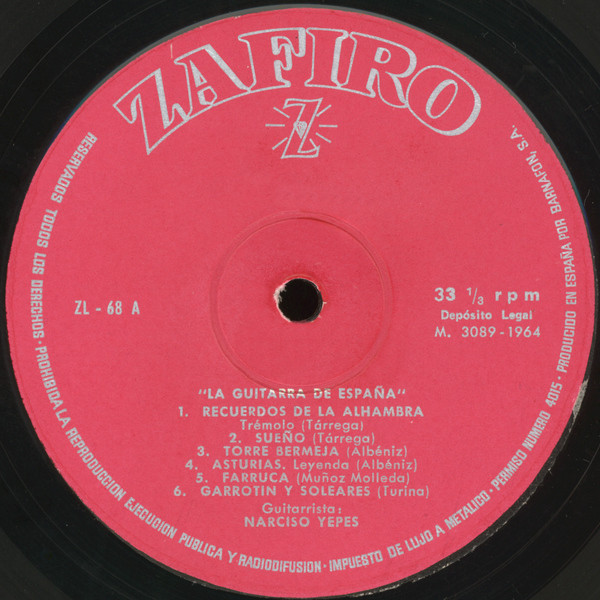 ZAFIRO
Z
ZL - 68 A
33 1/3 rpm
Depósito Legal
M. 3089-1964
"LA GUITARRA DE ESPAÑA"
1. RECUERDOS DE LA ALHAMBRA
Trémolo (Tárrega)
2. SUEÑO (Tárrega)
3. TORRE BERMEJA (Albéniz)
4. ASTURIAS. Leyenda (Albéniz)
5. FARRUCA (Muñoz Molleda)
6. GARROTIN Y SOLEARES (Turina)
Guitarrista:
NARCISO YEPES
RESERVADOS TODOS LOS DERECHOS · PROHIBIDA LA REPRODUCCION EJECUCION PUBLICA Y RADIODIFUSION · IMPUESTO DE LUJO A METALICO · PERMISO NUMERO 4015 · PRODUCIDO EN ESPAÑA POR BARNAFON, S.A.